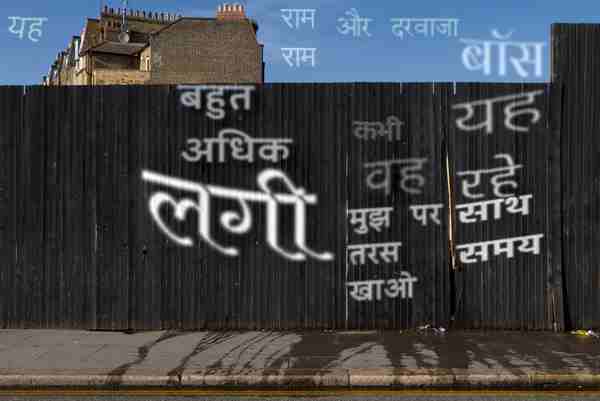 यह
राम
राम
और दरवाजा
बॉस
बहुत
अधिक
लगी
कभी
वह
यह
रहे
मुझ पर
तरस
खाओ
साथ
समय